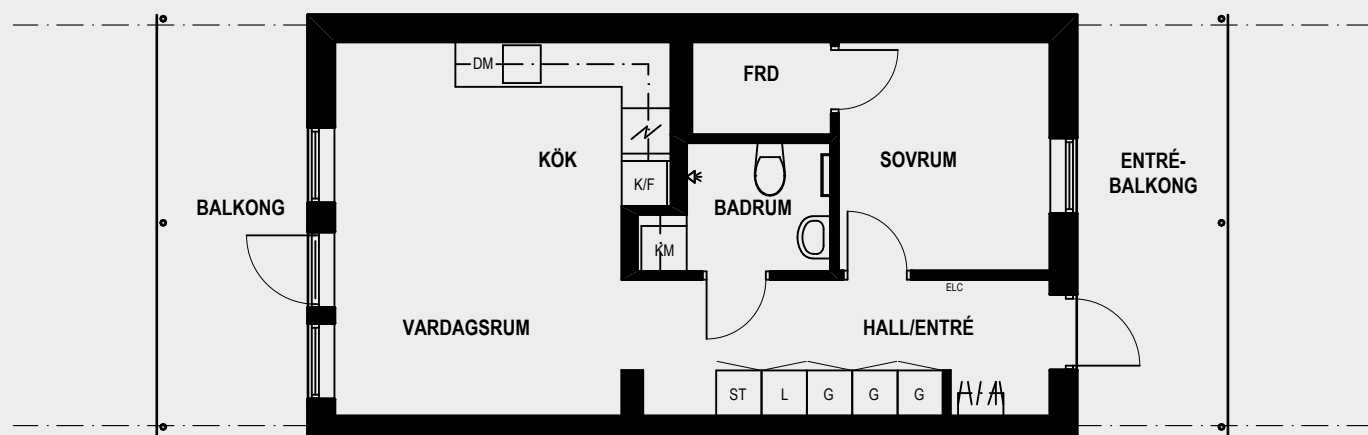 DM
FRD
KÖK
SOVRUM
ENTRÉ-
BALKONG
K/F
BALKONG
BADRUM
KM
ELC
VARDAGSRUM
HALL/ENTRÉ
ST
L
G
G
G